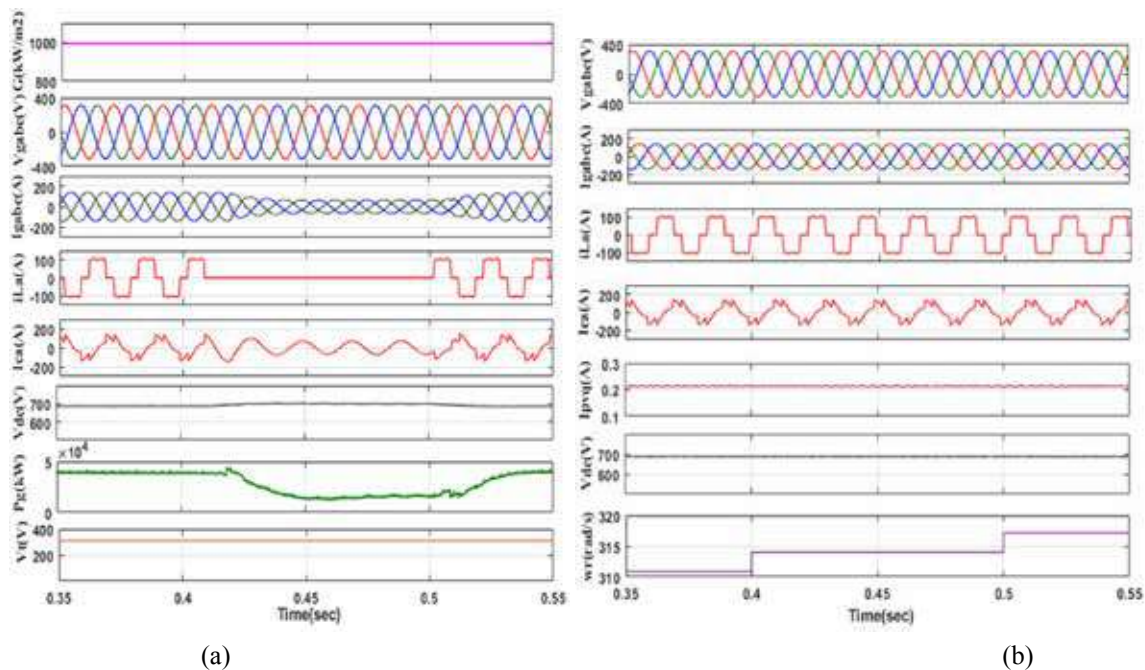 G(kW/m2)
1000
800
Vgabc(V)
400
0
-400
Igabc(A)
200
0
-200
iLa(A)
100
0
-100
Ica(A)
200
0
-200
Vdc(V)
700
600
×10^4
Pg(kW)
5
0
Vt(V)
400
200
0.35 0.4 0.45 0.5 0.55
Time(sec)
(a)
Vgabc(V)
400
0
-400
Igabc(A)
200
0
-200
iLa(A)
100
0
-100
Ica(A)
200
0
-200
Ipvq(A)
0.3
0.2
0.1
Vdc(V)
700
600
wr(rad/s)
320
315
310
0.35 0.4 0.45 0.5 0.55
Time(sec)
(b)